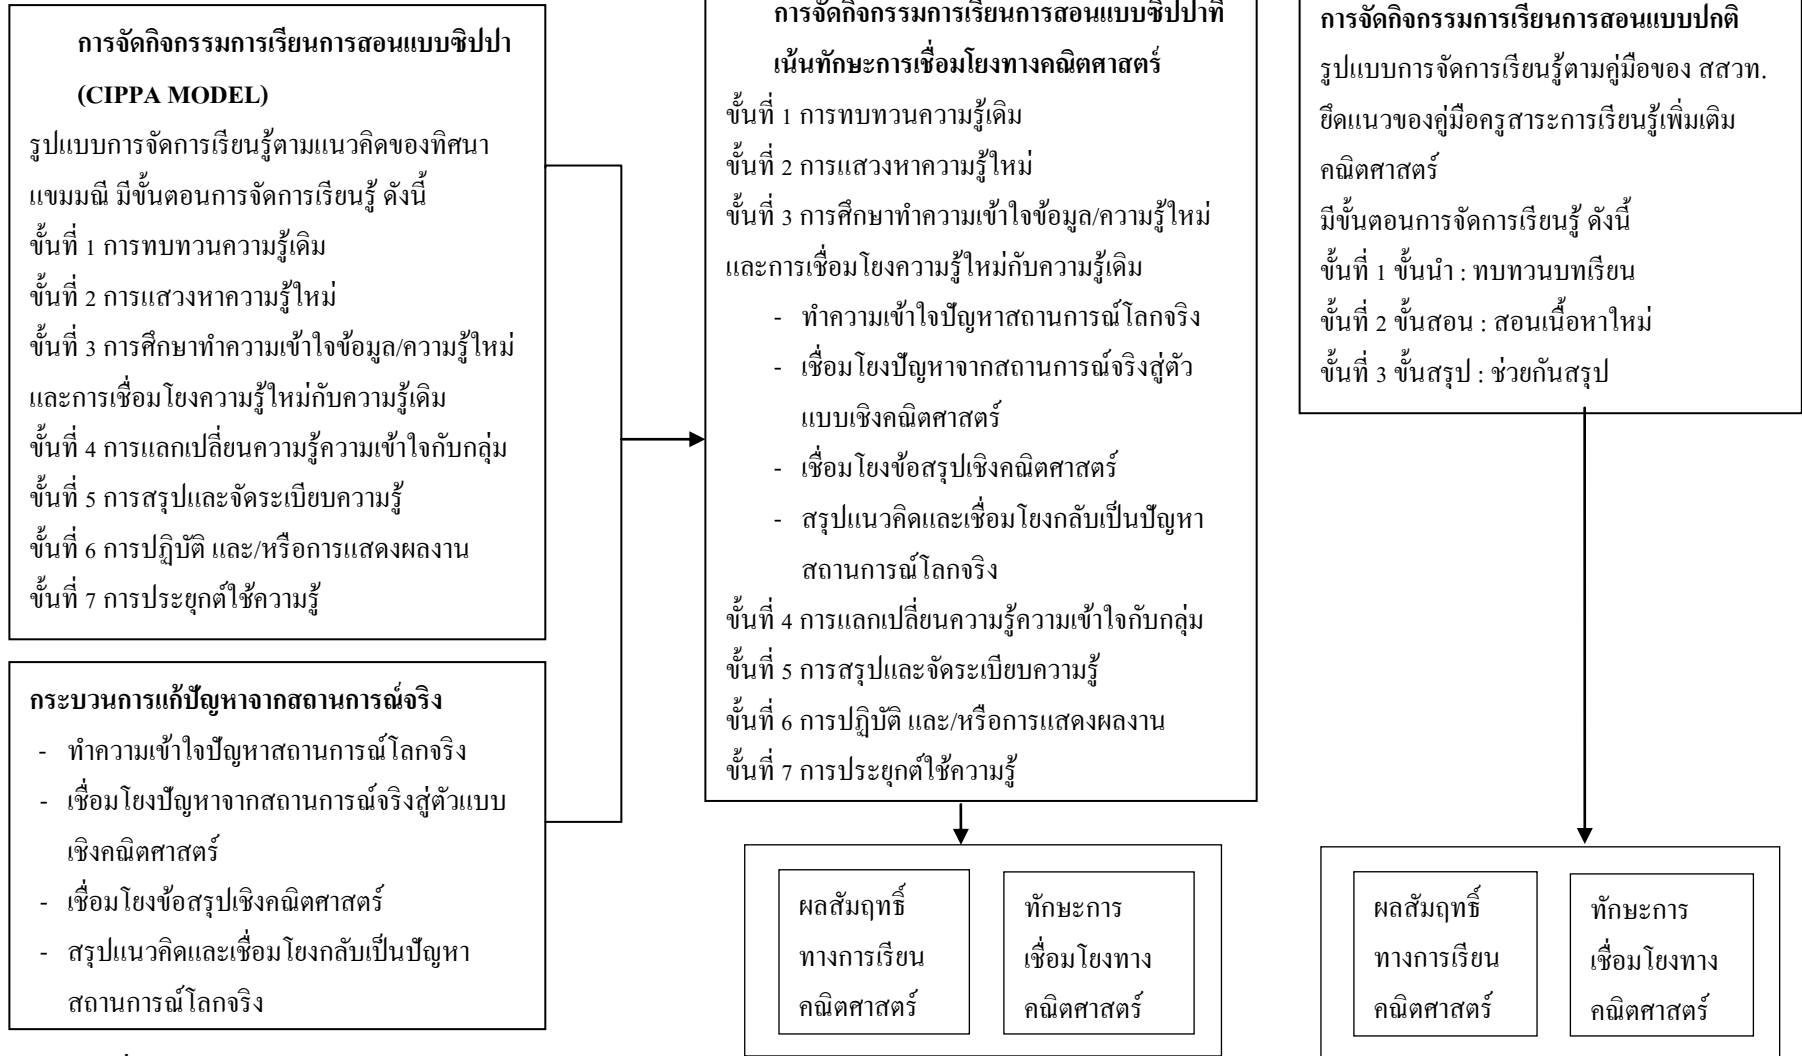 การจัดกิจกรรมการเรียนการสอนแบบซิปปา
(CIPPA MODEL)
รูปแบบการจัดการเรียนรู้ตามแนวคิดของทิศนา
แขมมณี มีขั้นตอนการจัดการเรียนรู้ ดังนี้
ขั้นที่ 1 การทบทวนความรู้เดิม
ขั้นที่ 2 การแสวงหาความรู้ใหม่
ขั้นที่ 3 การศึกษาทำความเข้าใจข้อมูล/ความรู้ใหม่
และการเชื่อมโยงความรู้ใหม่กับความรู้เดิม
ขั้นที่ 4 การแลกเปลี่ยนความรู้ความเข้าใจกับกลุ่ม
ขั้นที่ 5 การสรุปและจัดระเบียบความรู้
ขั้นที่ 6 การปฏิบัติ และ/หรือการแสดงผลงาน
ขั้นที่ 7 การประยุกต์ใช้ความรู้
กระบวนการแก้ปัญหาจากสถานการณ์จริง
- ทำความเข้าใจปัญหาสถานการณ์โลกจริง
- เชื่อมโยงปัญหาจากสถานการณ์จริงสู่ตัวแบบ
เชิงคณิตศาสตร์
- เชื่อมโยงข้อสรุปเชิงคณิตศาสตร์
- สรุปแนวคิดและเชื่อมโยงกลับเป็นปัญหา
สถานการณ์โลกจริง
การจัดกิจกรรมการเรียนการสอนแบบซิปปาที่
เน้นทักษะการเชื่อมโยงทางคณิตศาสตร์
ขั้นที่ 1 การทบทวนความรู้เดิม
ขั้นที่ 2 การแสวงหาความรู้ใหม่
ขั้นที่ 3 การศึกษาทำความเข้าใจข้อมูล/ความรู้ใหม่
และการเชื่อมโยงความรู้ใหม่กับความรู้เดิม
- ทำความเข้าใจปัญหาสถานการณ์โลกจริง
- เชื่อมโยงปัญหาจากสถานการณ์จริงสู่ตัว
แบบเชิงคณิตศาสตร์
- เชื่อมโยงข้อสรุปเชิงคณิตศาสตร์
- สรุปแนวคิดและเชื่อมโยงกลับเป็นปัญหา
สถานการณ์โลกจริง
ขั้นที่ 4 การแลกเปลี่ยนความรู้ความเข้าใจกับกลุ่ม
ขั้นที่ 5 การสรุปและจัดระเบียบความรู้
ขั้นที่ 6 การปฏิบัติ และ/หรือการแสดงผลงาน
ขั้นที่ 7 การประยุกต์ใช้ความรู้
ผลสัมฤทธิ์
ทางการเรียน
คณิตศาสตร์
ทักษะการ
เชื่อมโยงทาง
คณิตศาสตร์
การจัดกิจกรรมการเรียนการสอนแบบปกติ
รูปแบบการจัดการเรียนรู้ตามคู่มือของ สสวท.
ยึดแนวของคู่มือครูสาระการเรียนรู้เพิ่มเติม
คณิตศาสตร์
มีขั้นตอนการจัดการเรียนรู้ ดังนี้
ขั้นที่ 1 ขั้นนำ : ทบทวนบทเรียน
ขั้นที่ 2 ขั้นสอน : สอนเนื้อหาใหม่
ขั้นที่ 3 ขั้นสรุป : ช่วยกันสรุป
ผลสัมฤทธิ์
ทางการเรียน
คณิตศาสตร์
ทักษะการ
เชื่อมโยงทาง
คณิตศาสตร์